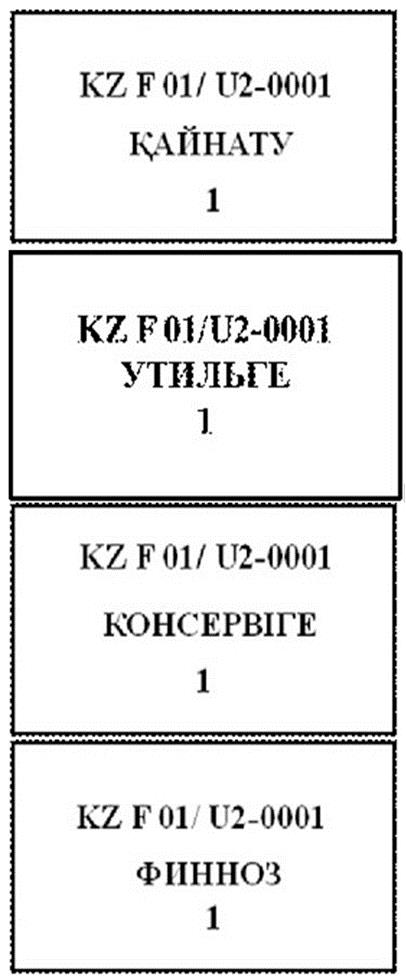 KZ F 01/ U2-0001
ҚАЙНАТУ
1
KZ F 01/U2-0001
УТИЛЬГЕ
1
KZ F 01/ U2-0001
КОНСЕРВІГЕ
1
KZ F 01/ U2-0001
ФИННОЗ
1